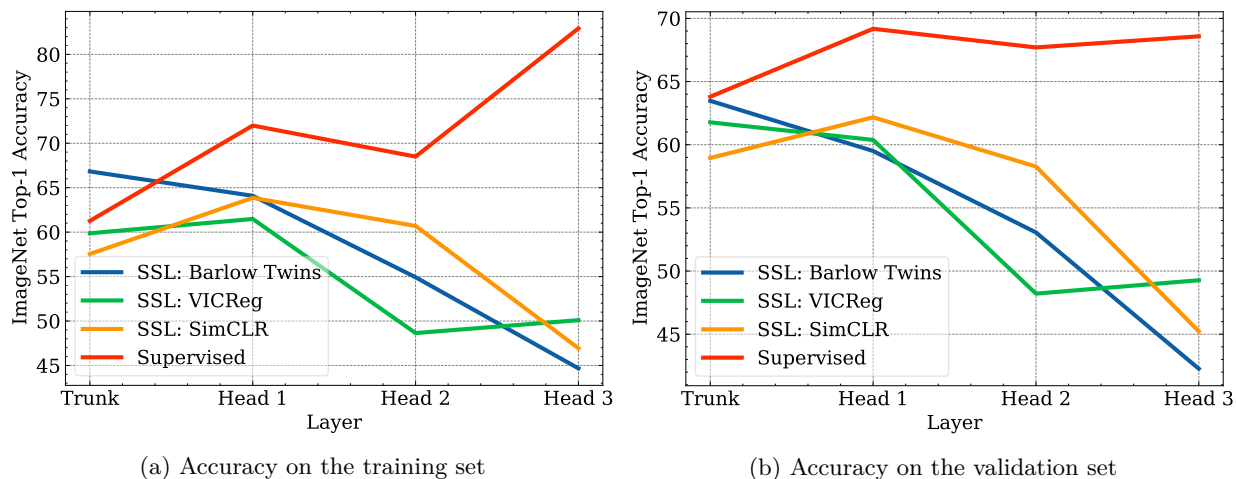 80
75
70
65
60
55
50
45
ImageNet Top-1 Accuracy
SSL: Barlow Twins
SSL: VICReg
SSL: SimCLR
Supervised
Trunk Head 1 Head 2 Head 3
Layer
(a) Accuracy on the training set
70
65
60
55
50
45
ImageNet Top-1 Accuracy
SSL: Barlow Twins
SSL: VICReg
SSL: SimCLR
Supervised
Trunk Head 1 Head 2 Head 3
Layer
(b) Accuracy on the validation set